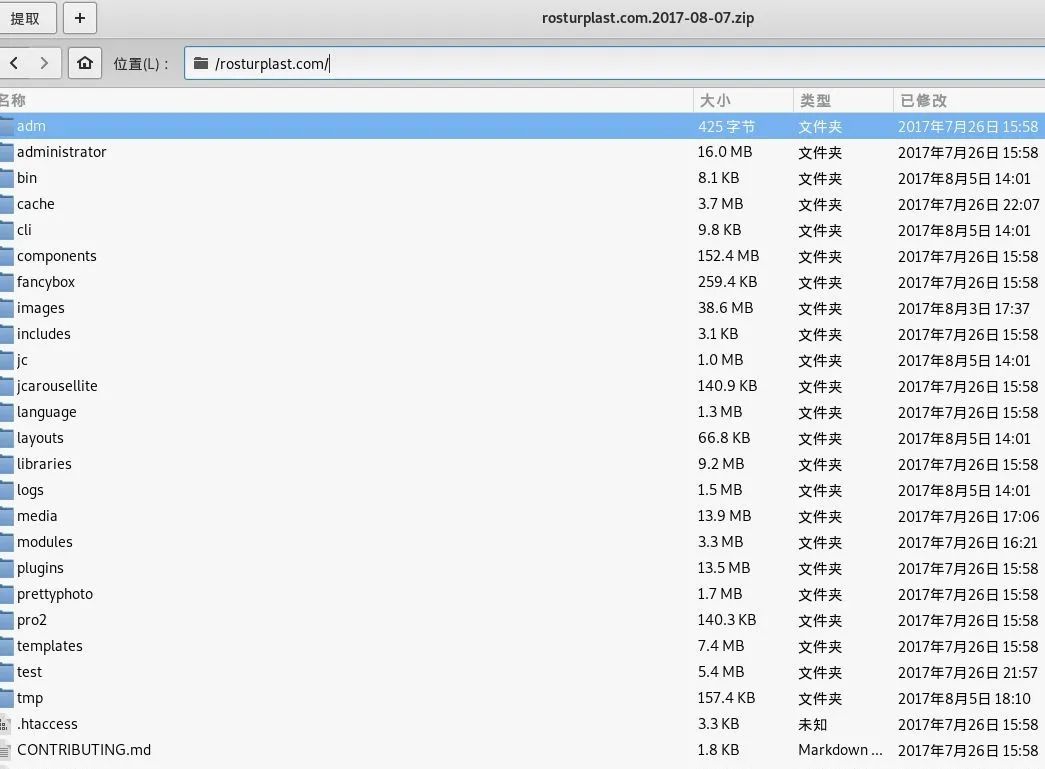 提取 +
rosturplast.com.2017-08-07.zip
位置(L)： /rosturplast.com/
名称 大小 类型 已修改
adm 425 字节 文件夹 2017年7月26日 15:58
administrator 16.0 MB 文件夹 2017年7月26日 15:58
bin 8.1 KB 文件夹 2017年8月5日 14:01
cache 3.7 MB 文件夹 2017年7月26日 22:07
cli 9.8 KB 文件夹 2017年8月5日 14:01
components 152.4 MB 文件夹 2017年7月26日 15:58
fancybox 259.4 KB 文件夹 2017年7月26日 15:58
images 38.6 MB 文件夹 2017年8月3日 17:37
includes 3.1 KB 文件夹 2017年7月26日 15:58
jc 1.0 MB 文件夹 2017年8月5日 14:01
jcarousellite 140.9 KB 文件夹 2017年7月26日 15:58
language 1.3 MB 文件夹 2017年7月26日 15:58
layouts 66.8 KB 文件夹 2017年8月5日 14:01
libraries 9.2 MB 文件夹 2017年7月26日 15:58
logs 1.5 MB 文件夹 2017年8月5日 14:01
media 13.9 MB 文件夹 2017年7月26日 17:06
modules 3.3 MB 文件夹 2017年7月26日 16:21
plugins 13.5 MB 文件夹 2017年7月26日 15:58
prettyphoto 1.7 MB 文件夹 2017年7月26日 15:58
pro2 140.3 KB 文件夹 2017年7月26日 15:58
templates 7.4 MB 文件夹 2017年7月26日 15:58
test 5.4 MB 文件夹 2017年7月26日 21:57
tmp 157.4 KB 文件夹 2017年8月5日 18:10
.htaccess 3.3 KB 未知 2017年7月26日 15:58
CONTRIBUTING.md 1.8 KB Markdown ... 2017年7月26日 15:58